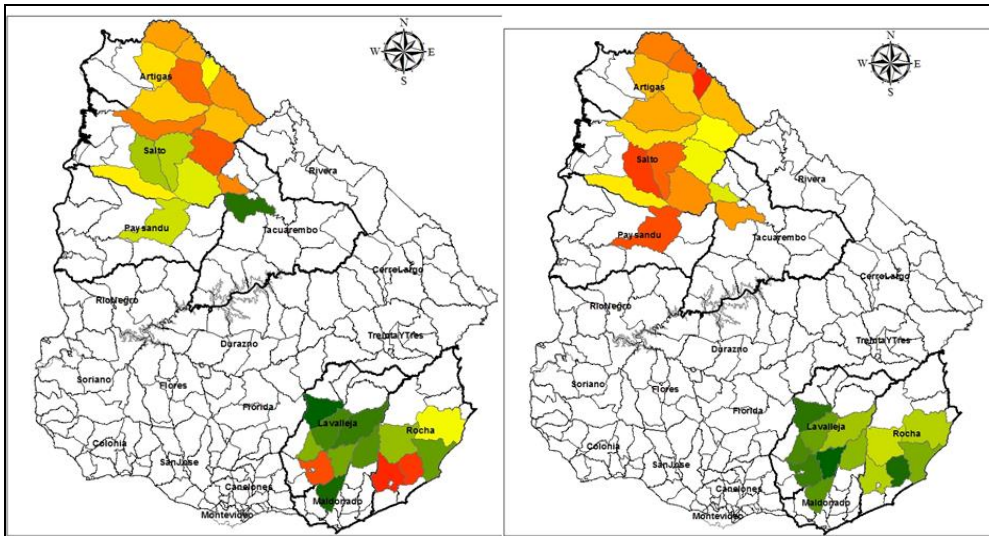 N
W E
S
Artigas
Salto
Rivera
Paysandu
Tacuarembo
CerroLargo
RioNegro
TreintaYTres
Durazno
Soriano
Flores
Florida
Lavalleja
Rocha
Colonia
SanJose
Canelones
Maldonado
Montevideo
N
W E
S
Artigas
Salto
Rivera
Paysandu
Tacuarembo
CerroLargo
RioNegro
TreintaYTres
Durazno
Soriano
Flores
Florida
Lavalleja
Rocha
Colonia
SanJose
Canelones
Maldonado
Montevideo